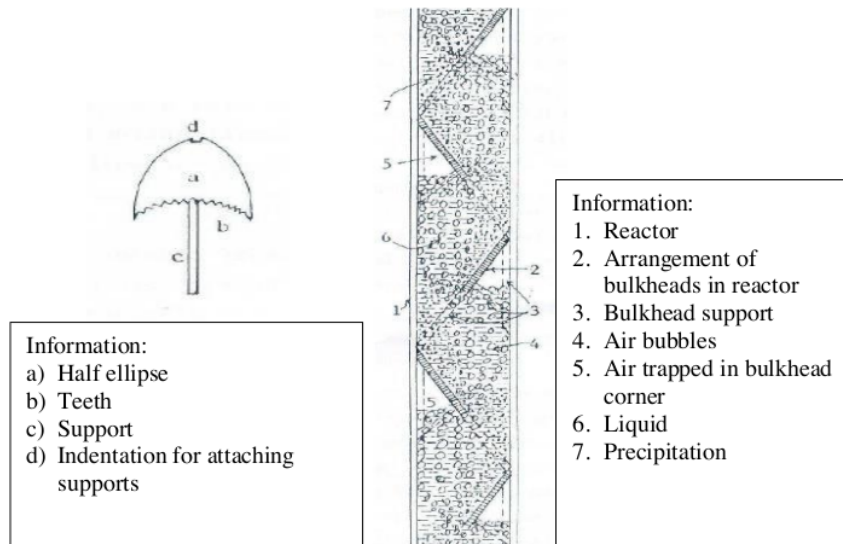 d
a
b
c
Information:
a) Half ellipse
b) Teeth
c) Support
d) Indentation for attaching
supports
7
5
6
2
1
3
4
5
Information:
1. Reactor
2. Arrangement of
bulkheads in reactor
3. Bulkhead support
4. Air bubbles
5. Air trapped in bulkhead
corner
6. Liquid
7. Precipitation